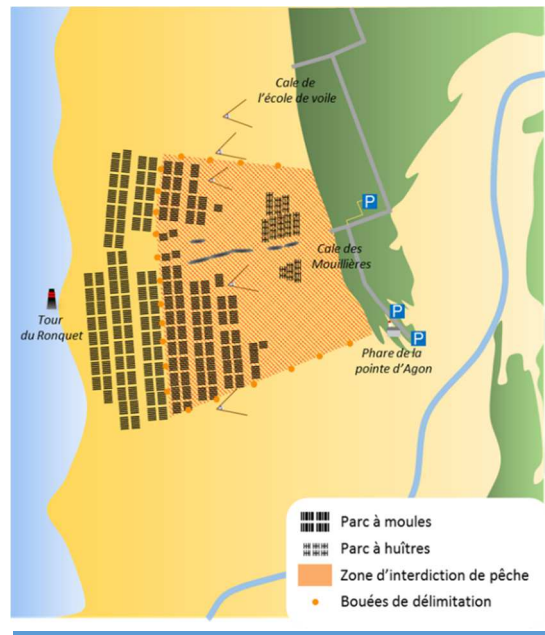 Cale de
l'école de voile
P
Cale des
Mouillères
Tour
du Ronquet
P
P
Phare de la
pointe d'Agon
Parc à moules
Parc à huîtres
Zone d'interdiction de pêche
Bouées de délimitation